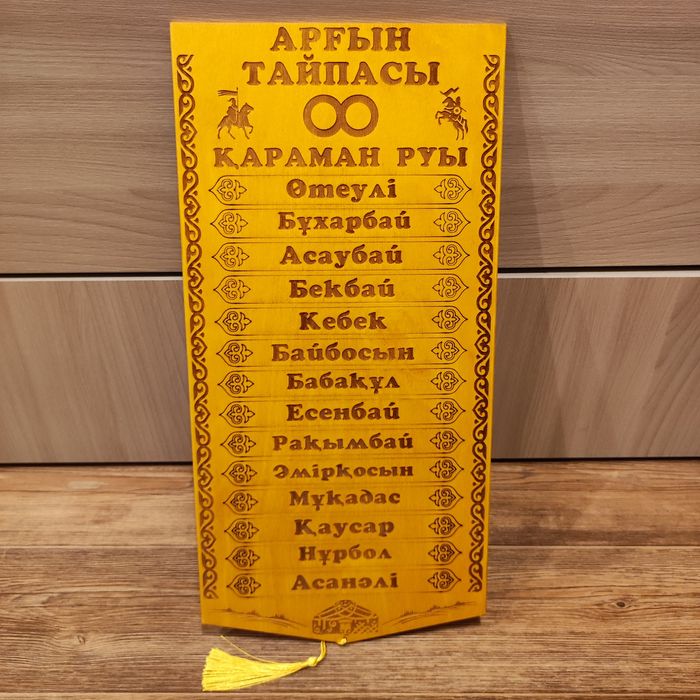 АРҒЫН
ТАЙПАСЫ
ҚАРАМАН РУЫ
Өтеулі
Бұхарбай
Асаубай
Бекбай
Кебек
Байбосын
Бабақұл
Есенбай
Рақымбай
Әмірқосын
Мұқадас
Қаусар
Нұрбол
Асанәлі